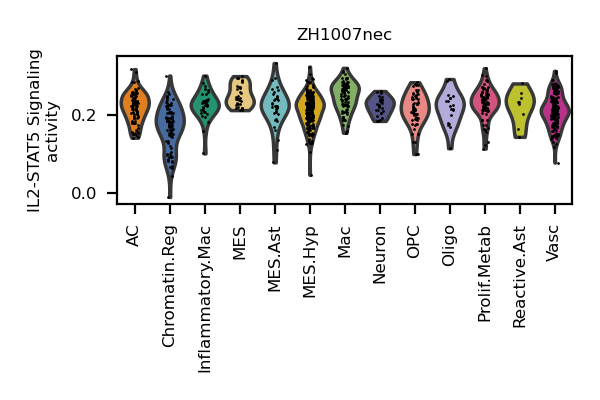 ZH1007nec
IL2-STAT5 Signaling
activity
0.2
0.0
AC
Chromatin.Reg
Inflammatory.Mac
MES
MES.Ast
MES.Hyp
Mac
Neuron
OPC
Oligo
Prolif.Metab
Reactive.Ast
Vasc